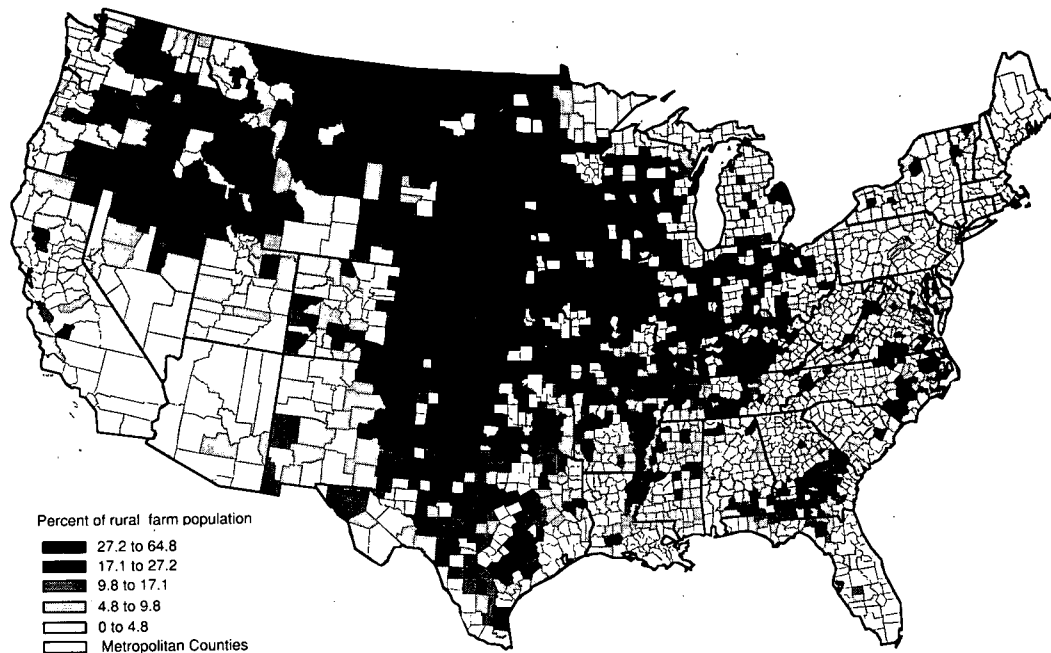 Percent of rural farm population
27.2 to 64.8
17.1 to 27.2
9.8 to 17.1
4.8 to 9.8
0 to 4.8
Metropolitan Counties